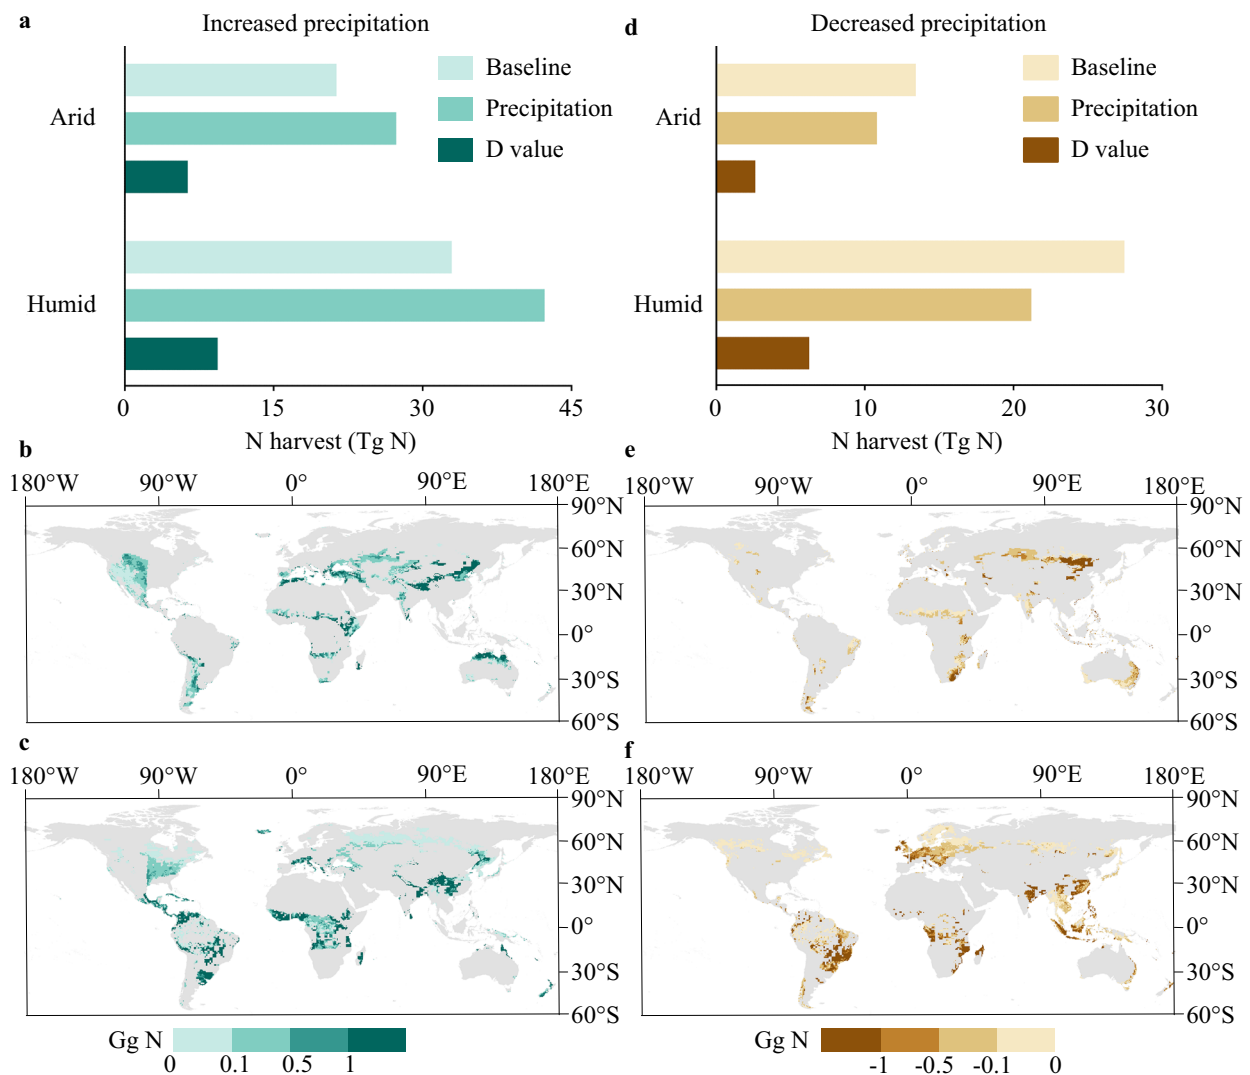 a Increased precipitation
Baseline
Precipitation
D value
Arid
Humid
0 15 30 45
N harvest (Tg N)
d Decreased precipitation
Baseline
Precipitation
D value
Arid
Humid
0 10 20 30
N harvest (Tg N)
b
180°W 90°W 0° 90°E 180°E
90°N
60°N
30°N
0°
30°S
60°S
e
180°W 90°W 0° 90°E 180°E
90°N
60°N
30°N
0°
30°S
60°S
c
180°W 90°W 0° 90°E 180°E
90°N
60°N
30°N
0°
30°S
60°S
Gg N
0 0.1 0.5 1
f
180°W 90°W 0° 90°E 180°E
90°N
60°N
30°N
0°
30°S
60°S
Gg N
-1 -0.5 -0.1 0